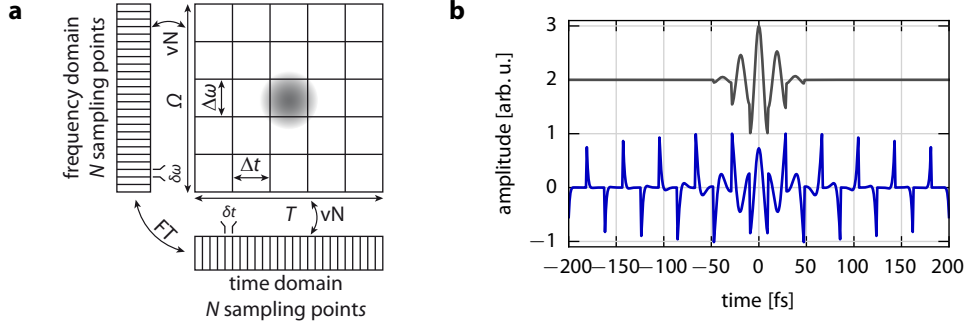 a
frequency domain
N sampling points
vN
Ω
Δω
Δt
δω
FT
δt
T
vN
time domain
N sampling points
b
amplitude [arb. u.]
3
2
1
0
−1
−200 −150 −100 −50 0 50 100 150 200
time [fs]